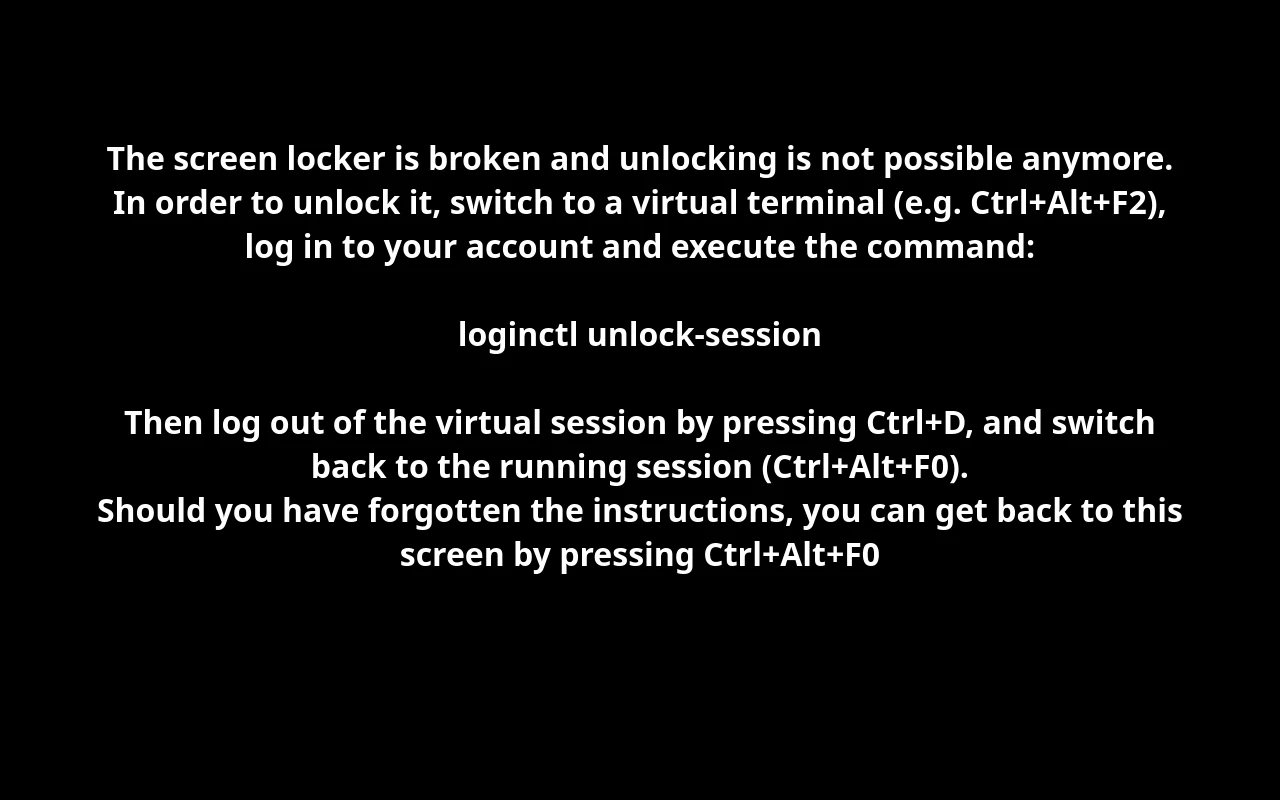 The screen locker is broken and unlocking is not possible anymore.
In order to unlock it, switch to a virtual terminal (e.g. Ctrl+Alt+F2),
log in to your account and execute the command:
loginctl unlock-session
Then log out of the virtual session by pressing Ctrl+D, and switch
back to the running session (Ctrl+Alt+F0).
Should you have forgotten the instructions, you can get back to this
screen by pressing Ctrl+Alt+F0